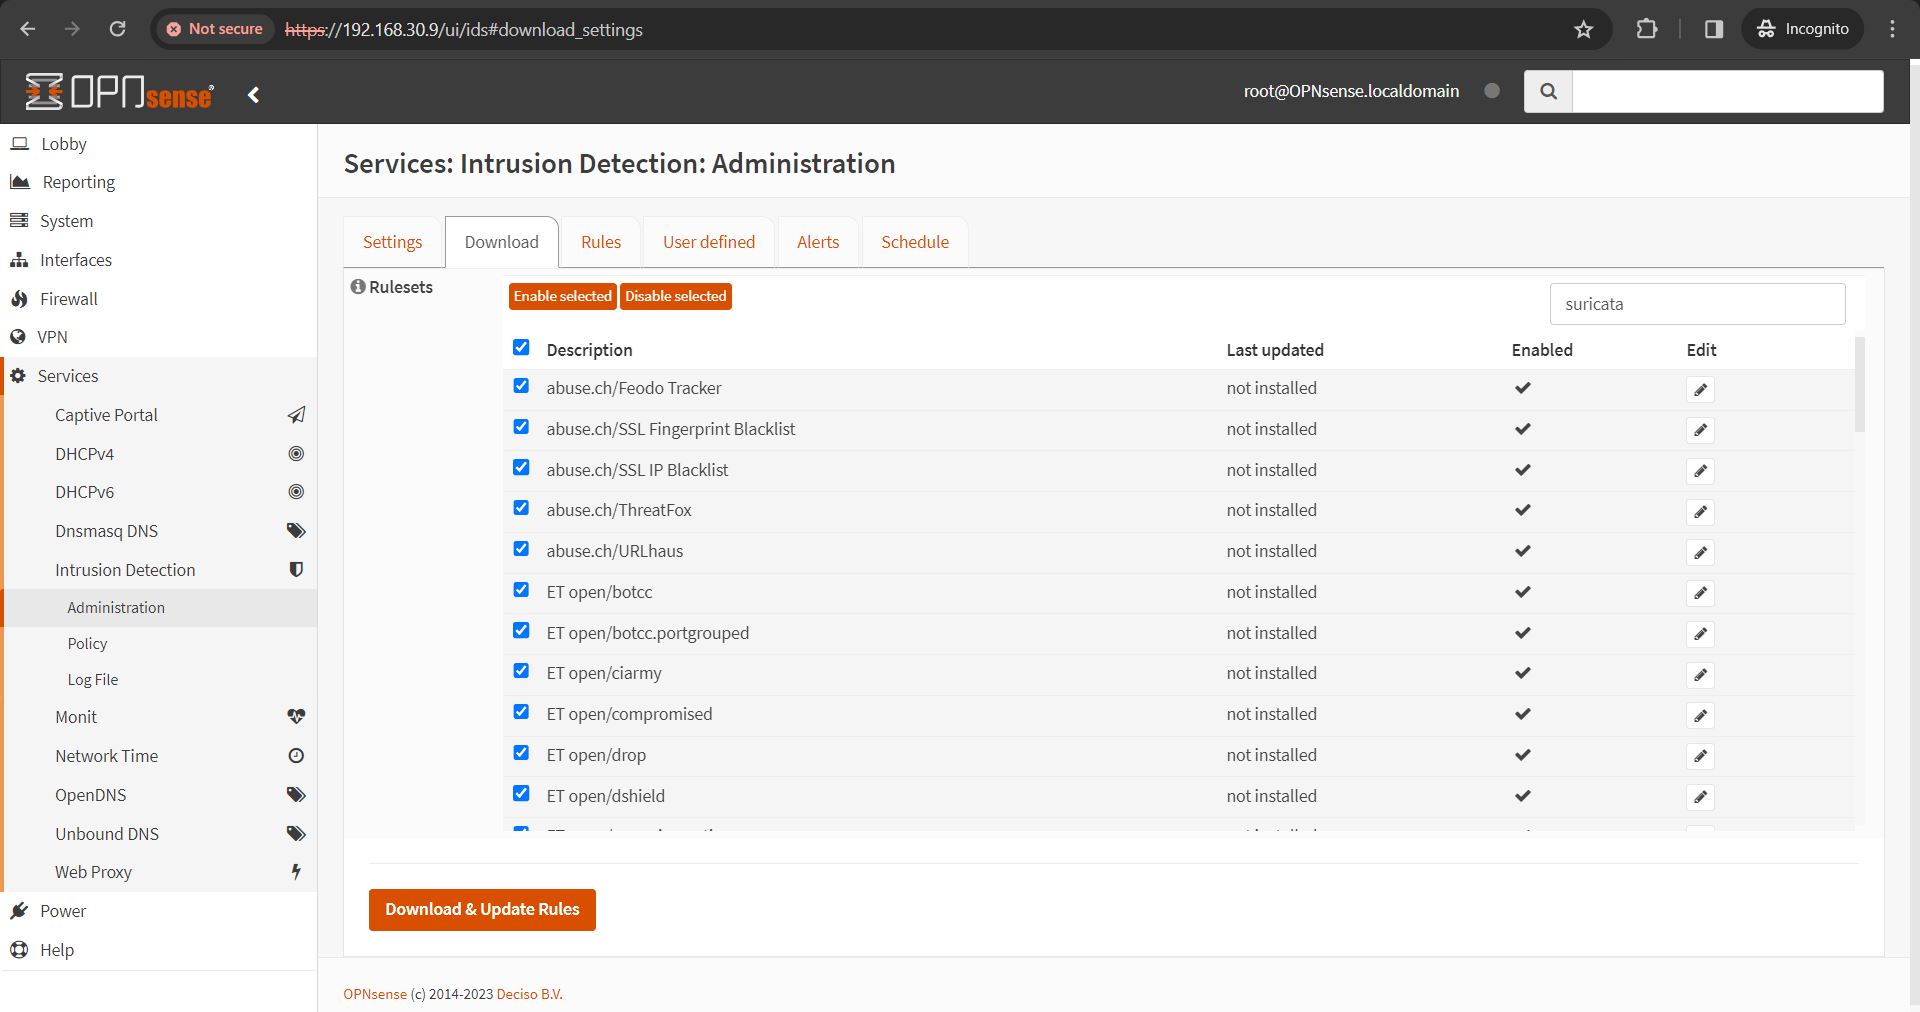 Not secure
https://192.168.30.9/ui/ids#download_settings
Incognito
OPNsense®
root@OPNsense.localdomain
Lobby
Reporting
System
Interfaces
Firewall
VPN
Services
Captive Portal
DHCPv4
DHCPv6
Dnsmasq DNS
Intrusion Detection
Administration
Policy
Log File
Monit
Network Time
OpenDNS
Unbound DNS
Web Proxy
Power
Help
Services: Intrusion Detection: Administration
Settings Download Rules User defined Alerts Schedule
Rulesets
Enable selected Disable selected
suricata
Description Last updated Enabled Edit
abuse.ch/Feodo Tracker not installed
abuse.ch/SSL Fingerprint Blacklist not installed
abuse.ch/SSL IP Blacklist not installed
abuse.ch/ThreatFox not installed
abuse.ch/URLhaus not installed
ET open/botcc not installed
ET open/botcc.portgrouped not installed
ET open/ciarmy not installed
ET open/compromised not installed
ET open/drop not installed
ET open/dshield not installed
Download & Update Rules
OPNsense (c) 2014-2023 Deciso B.V.